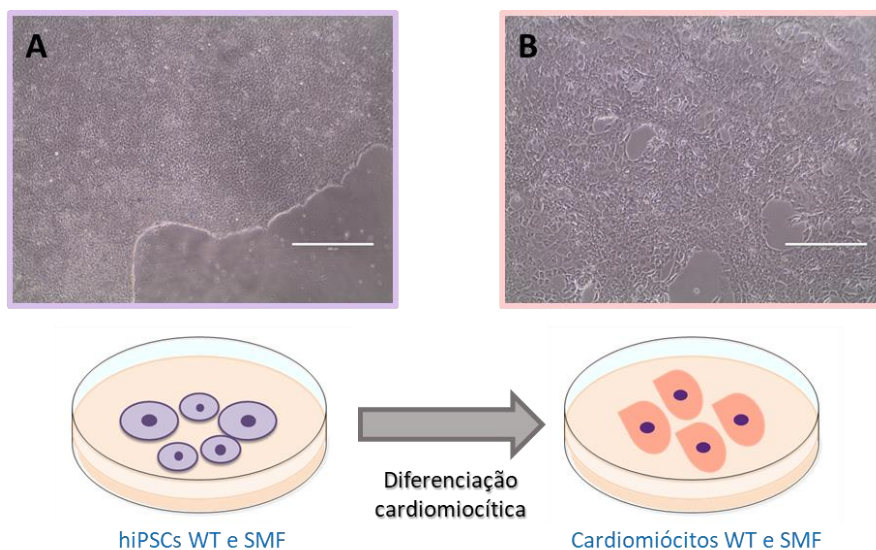 A
B
Diferenciação
cardiomiocítica
hiPSCs WT e SMF
Cardiomiócitos WT e SMF